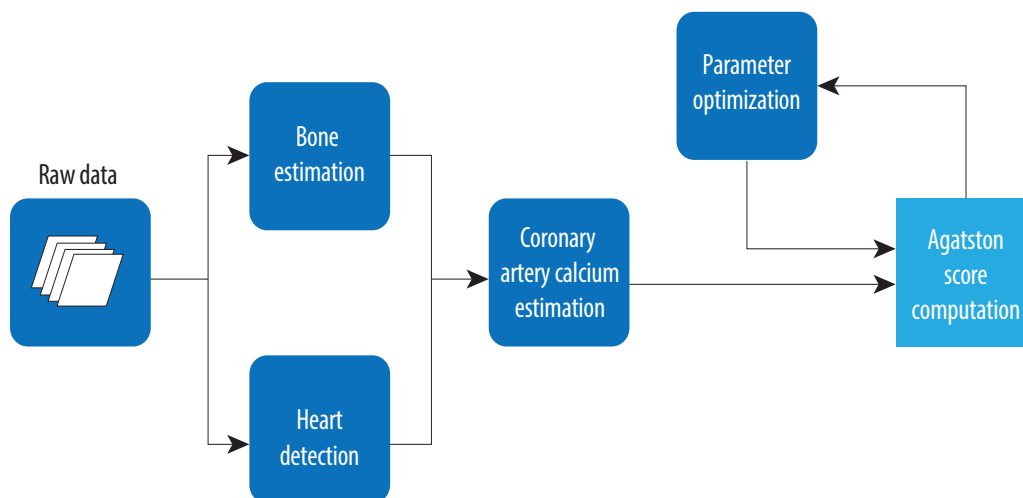 Raw data
Bone
estimation
Heart
detection
Coronary
artery calcium
estimation
Parameter
optimization
Agatston
score
computation